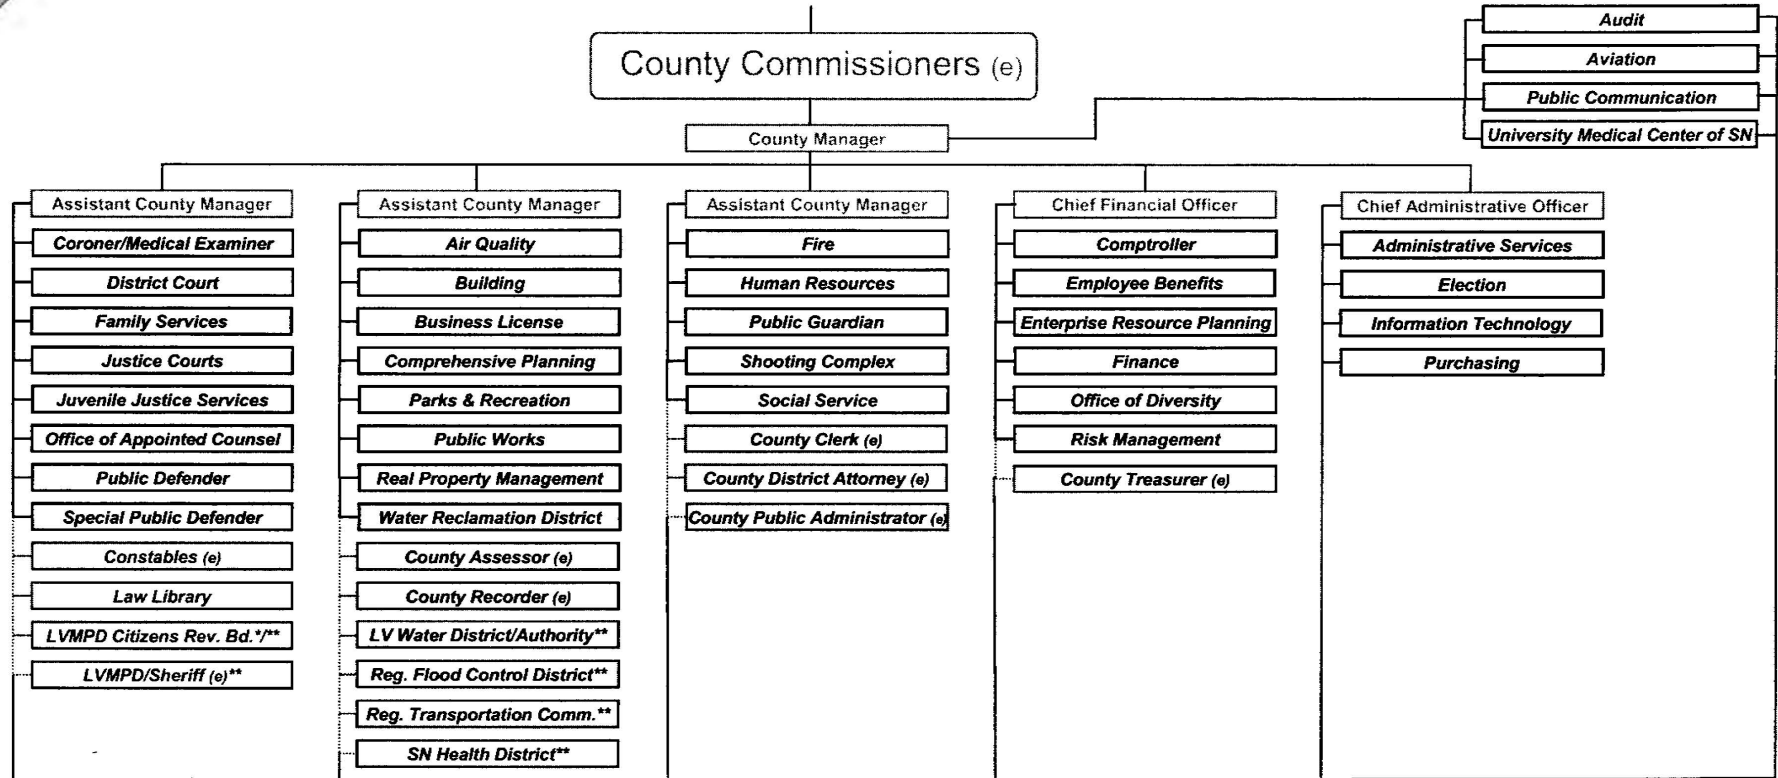 Audit
Aviation
Public Communication
University Medical Center of SN
County Commissioners (e)
County Manager
Assistant County Manager
Coroner/Medical Examiner
District Court
Family Services
Justice Courts
Juvenile Justice Services
Office of Appointed Counsel
Public Defender
Special Public Defender
Constables (e)
Law Library
LVMPD Citizens Rev. Bd.*/**
LVMPD/Sheriff (e)**
Assistant County Manager
Air Quality
Building
Business License
Comprehensive Planning
Parks & Recreation
Public Works
Real Property Management
Water Reclamation District
County Assessor (e)
County Recorder (e)
LV Water District/Authority**
Reg. Flood Control District**
Reg. Transportation Comm.**
SN Health District**
Assistant County Manager
Fire
Human Resources
Public Guardian
Shooting Complex
Social Service
County Clerk (e)
County District Attorney (e)
County Public Administrator (e)
Chief Financial Officer
Comptroller
Employee Benefits
Enterprise Resource Planning
Finance
Office of Diversity
Risk Management
County Treasurer (e)
Chief Administrative Officer
Administrative Services
Election
Information Technology
Purchasing